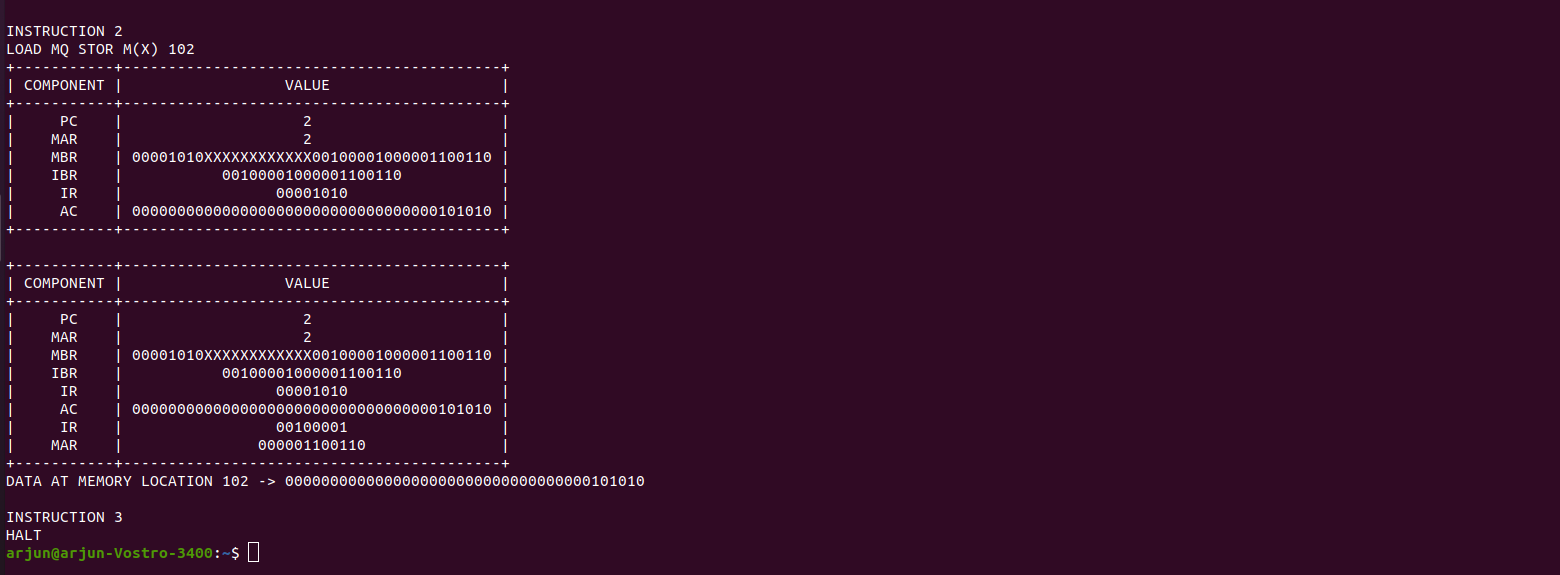 INSTRUCTION 2
LOAD MQ STOR M(X) 102
+-----------+------------------------------------------+
| COMPONENT |                  VALUE                   |
+-----------+------------------------------------------+
|     PC    |                    2                     |
|    MAR    |                    2                     |
|    MBR    | 00001010XXXXXXXXXXXX00100001000001100110 |
|    IBR    |           00100001000001100110           |
|     IR    |                 00001010                 |
|     AC    | 0000000000000000000000000000000000101010 |
+-----------+------------------------------------------+
+-----------+------------------------------------------+
| COMPONENT |                  VALUE                   |
+-----------+------------------------------------------+
|     PC    |                    2                     |
|    MAR    |                    2                     |
|    MBR    | 00001010XXXXXXXXXXXX00100001000001100110 |
|    IBR    |           00100001000001100110           |
|     IR    |                 00001010                 |
|     AC    | 0000000000000000000000000000000000101010 |
|     IR    |                 00100001                 |
|    MAR    |               000001100110               |
+-----------+------------------------------------------+
DATA AT MEMORY LOCATION 102 -> 0000000000000000000000000000000000101010
INSTRUCTION 3
HALT
arjun@arjun-Vostro-3400:~$